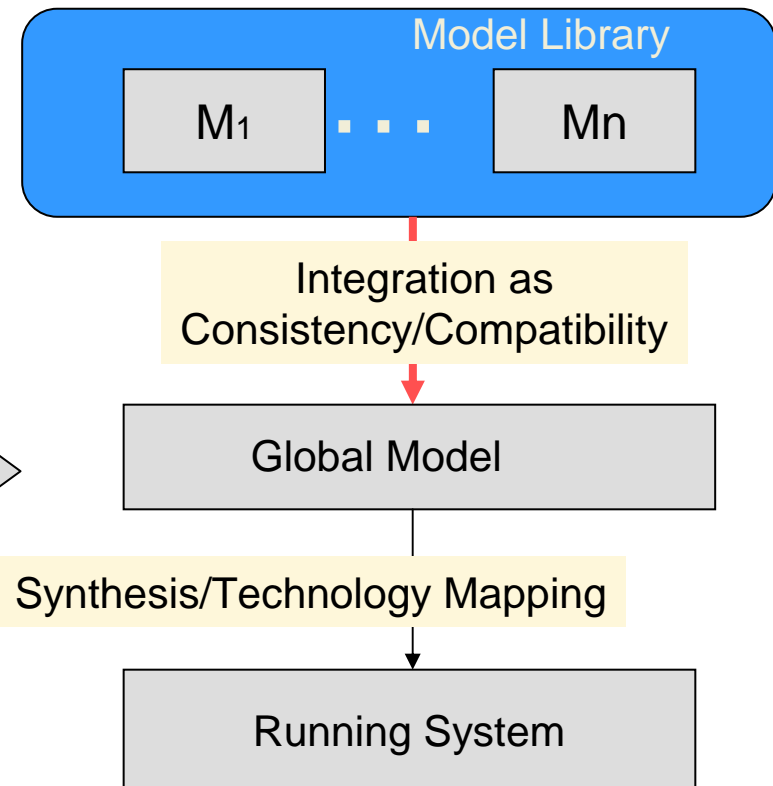 Model Library
M1 ... Mn
Integration as
Consistency/Compatibility
Global Model
Synthesis/Technology Mapping
Running System